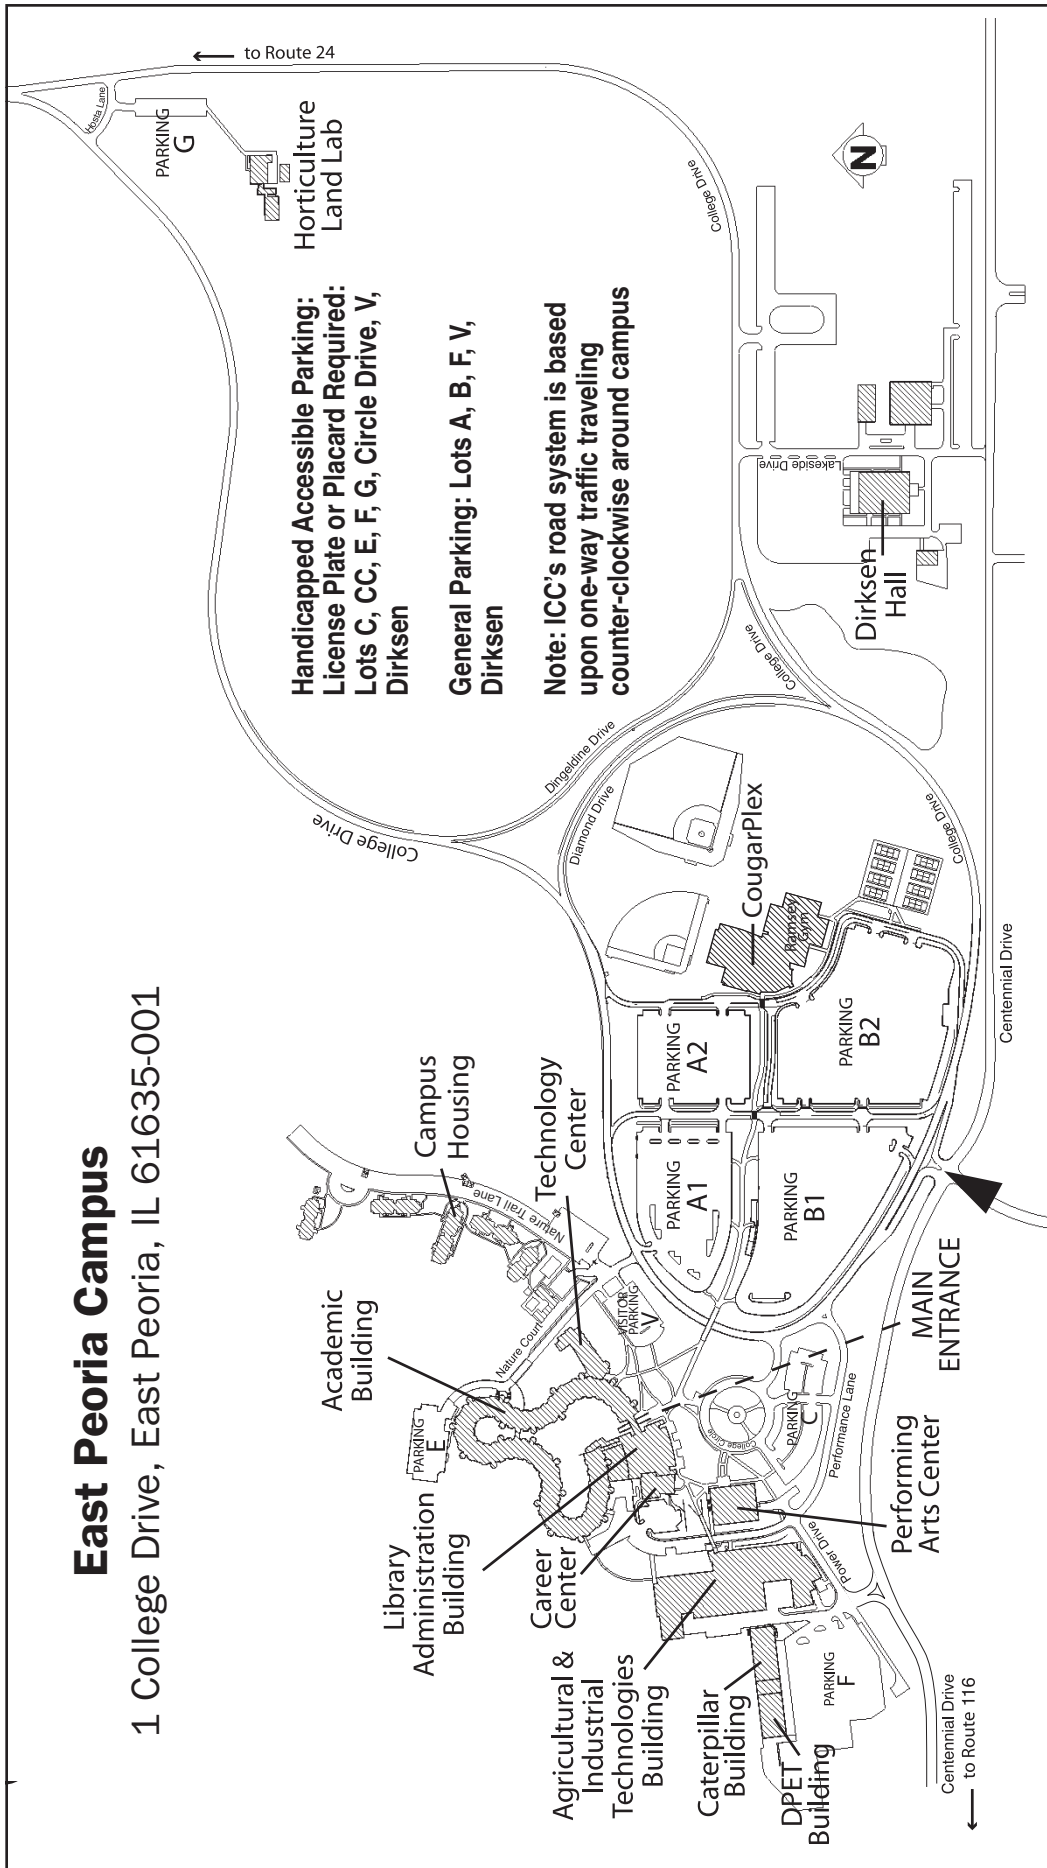 East Peoria Campus
1 College Drive, East Peoria, IL 61635-001
to Route 24
Hosta Lane
PARKING
G
Horticulture
Land Lab
Handicapped Accessible Parking:
License Plate or Placard Required:
Lots C, CC, E, F, G, Circle Drive, V,
Dirksen
General Parking: Lots A, B, F, V,
Dirksen
Note: ICC's road system is based
upon one-way traffic traveling
counter-clockwise around campus
College Drive
N
College Drive
Dingeldine Drive
Diamond Drive
College Drive
Lakeside Drive
Dirksen
Hall
CougarPlex
Ramsey
Gym
College Drive
Centennial Drive
Campus
Housing
Nature Trail Lane
Technology
Center
PARKING
A2
PARKING
B2
PARKING
A1
PARKING
B1
Academic
Building
Nature Court
VISITOR
PARKING
V
PARKING
E
MAIN
ENTRANCE
College Circle
PARKING
C
Performance Lane
Library
Administration
Building
Career
Center
Performing
Arts Center
Power Drive
Agricultural &
Industrial
Technologies
Building
Caterpillar
Building
DPET
Building
PARKING
F
Centennial Drive
to Route 116